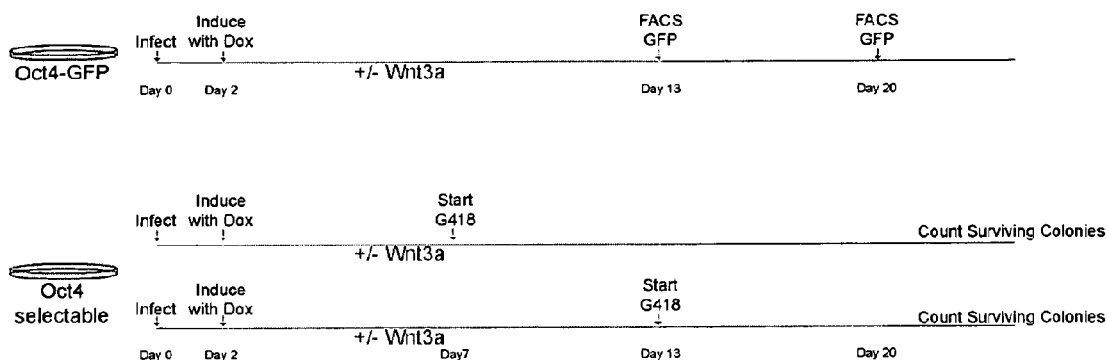 FACS FACS
Induce GFP GFP
Infect with Dox
Oct4-GFP
+/- Wnt3a
Day 0 Day 2 Day 13 Day 20
Induce Start
Infect with Dox G418
Count Surviving Colonies
+/- Wnt3a
Oct4
selectable
Induce Start
Infect with Dox G418
Count Surviving Colonies
+/- Wnt3a
Day 0 Day 2 Day7 Day 13 Day 20